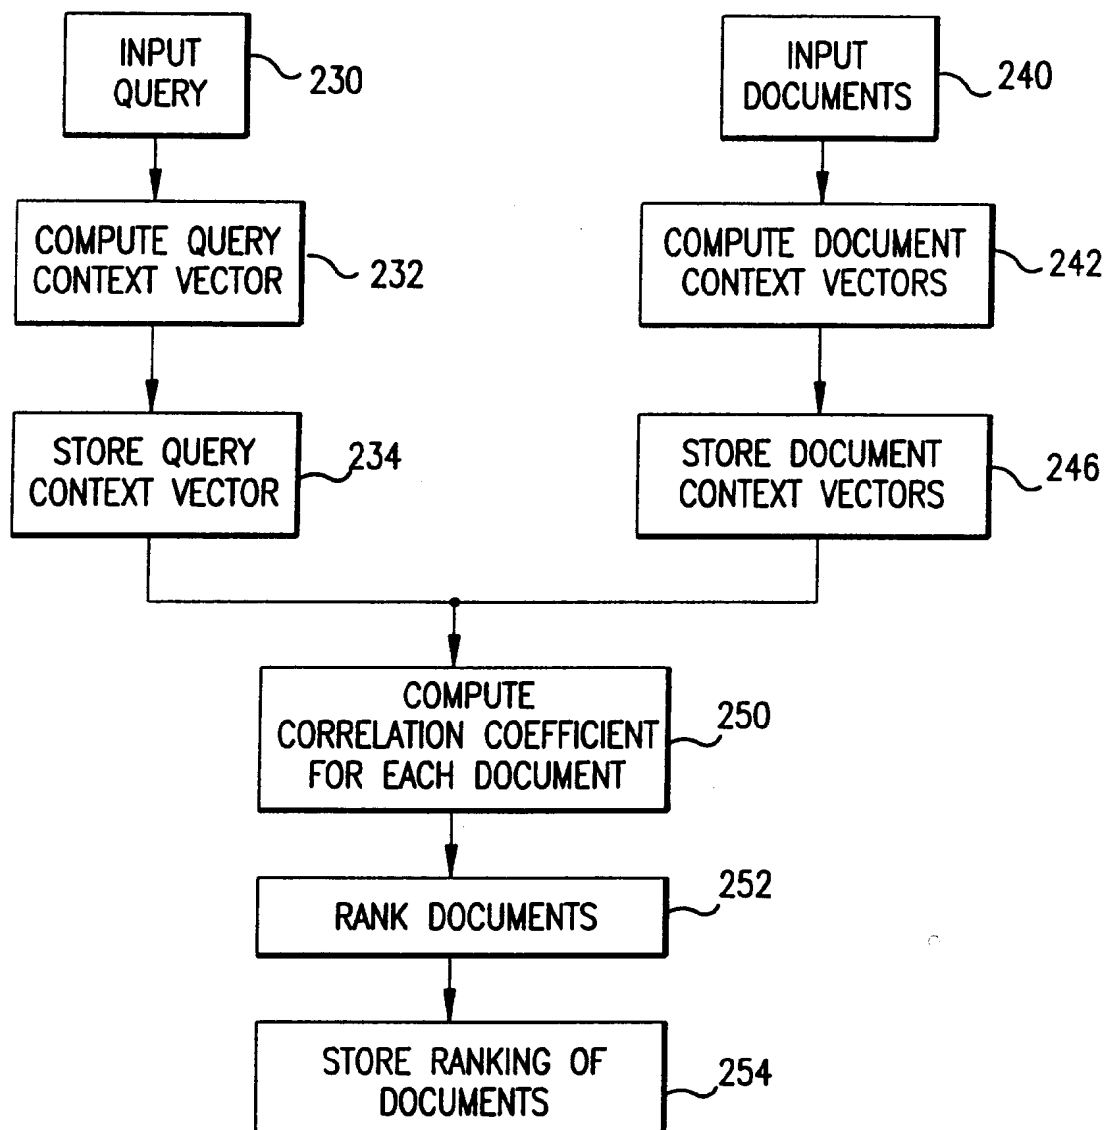 INPUT
QUERY
230
INPUT
DOCUMENTS
240
COMPUTE QUERY
CONTEXT VECTOR
232
COMPUTE DOCUMENT
CONTEXT VECTORS
242
STORE QUERY
CONTEXT VECTOR
234
STORE DOCUMENT
CONTEXT VECTORS
246
COMPUTE
CORRELATION COEFFICIENT
FOR EACH DOCUMENT
250
RANK DOCUMENTS
252
STORE RANKING OF
DOCUMENTS
254